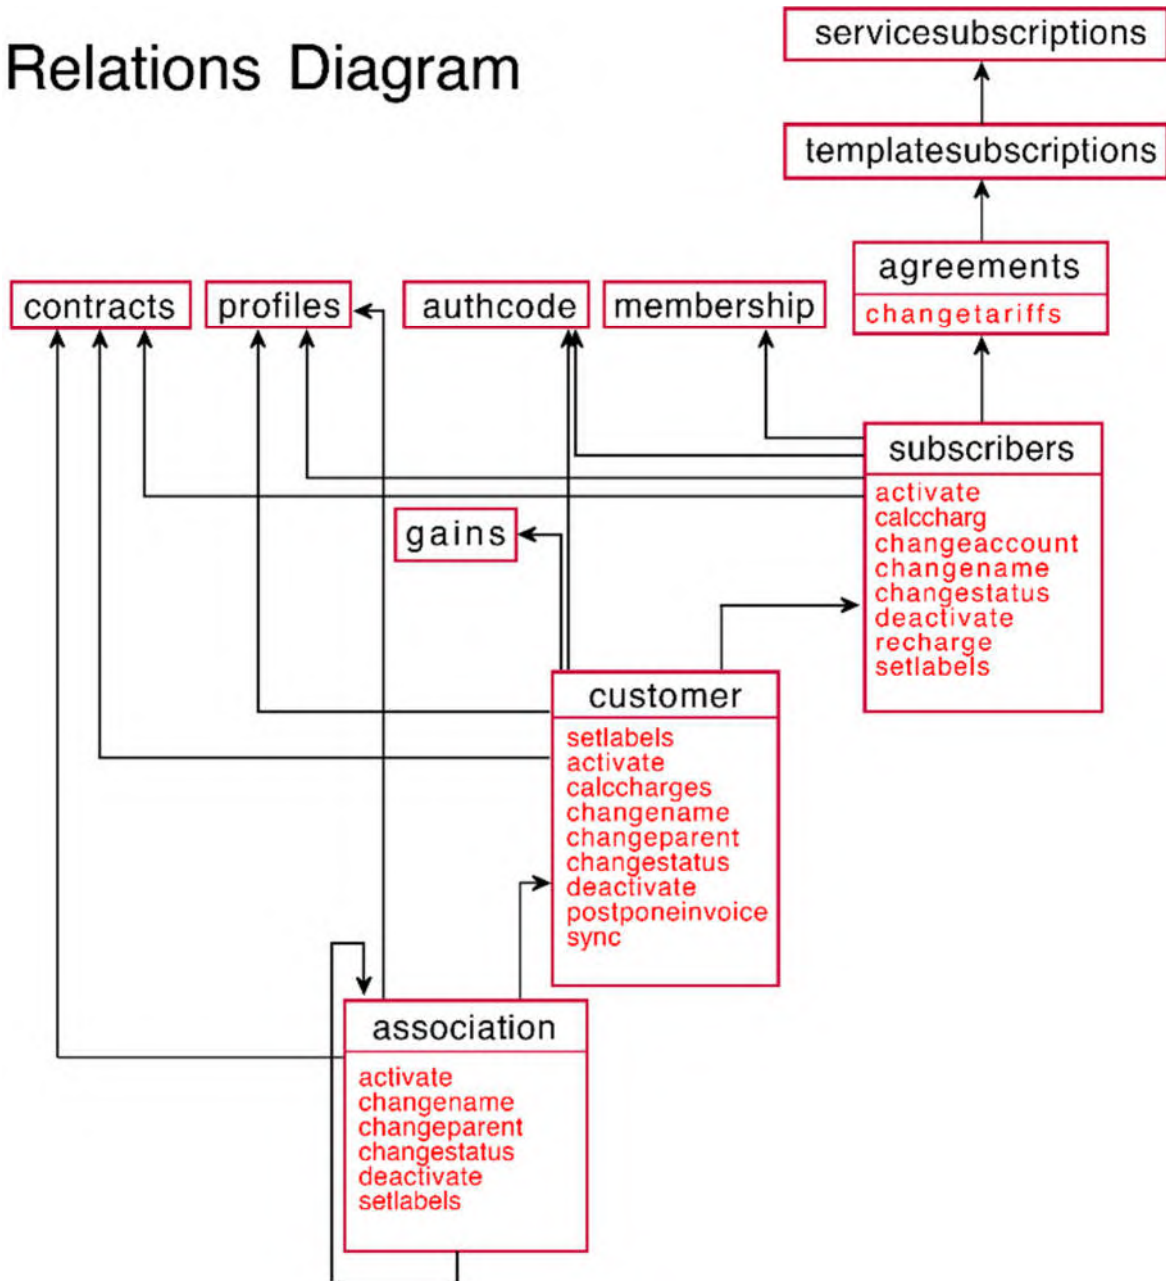 Relations Diagram
servicesubscriptions
templatesubscriptions
agreements
changetariffs
contracts
profiles
authcode
membership
subscribers
activate
calccharg
changeaccount
changename
changestatus
deactivate
recharge
setlabels
gains
customer
setlabels
activate
calccharges
changename
changeparent
changestatus
deactivate
postponeinvoice
sync
association
activate
changename
changeparent
changestatus
deactivate
setlabels